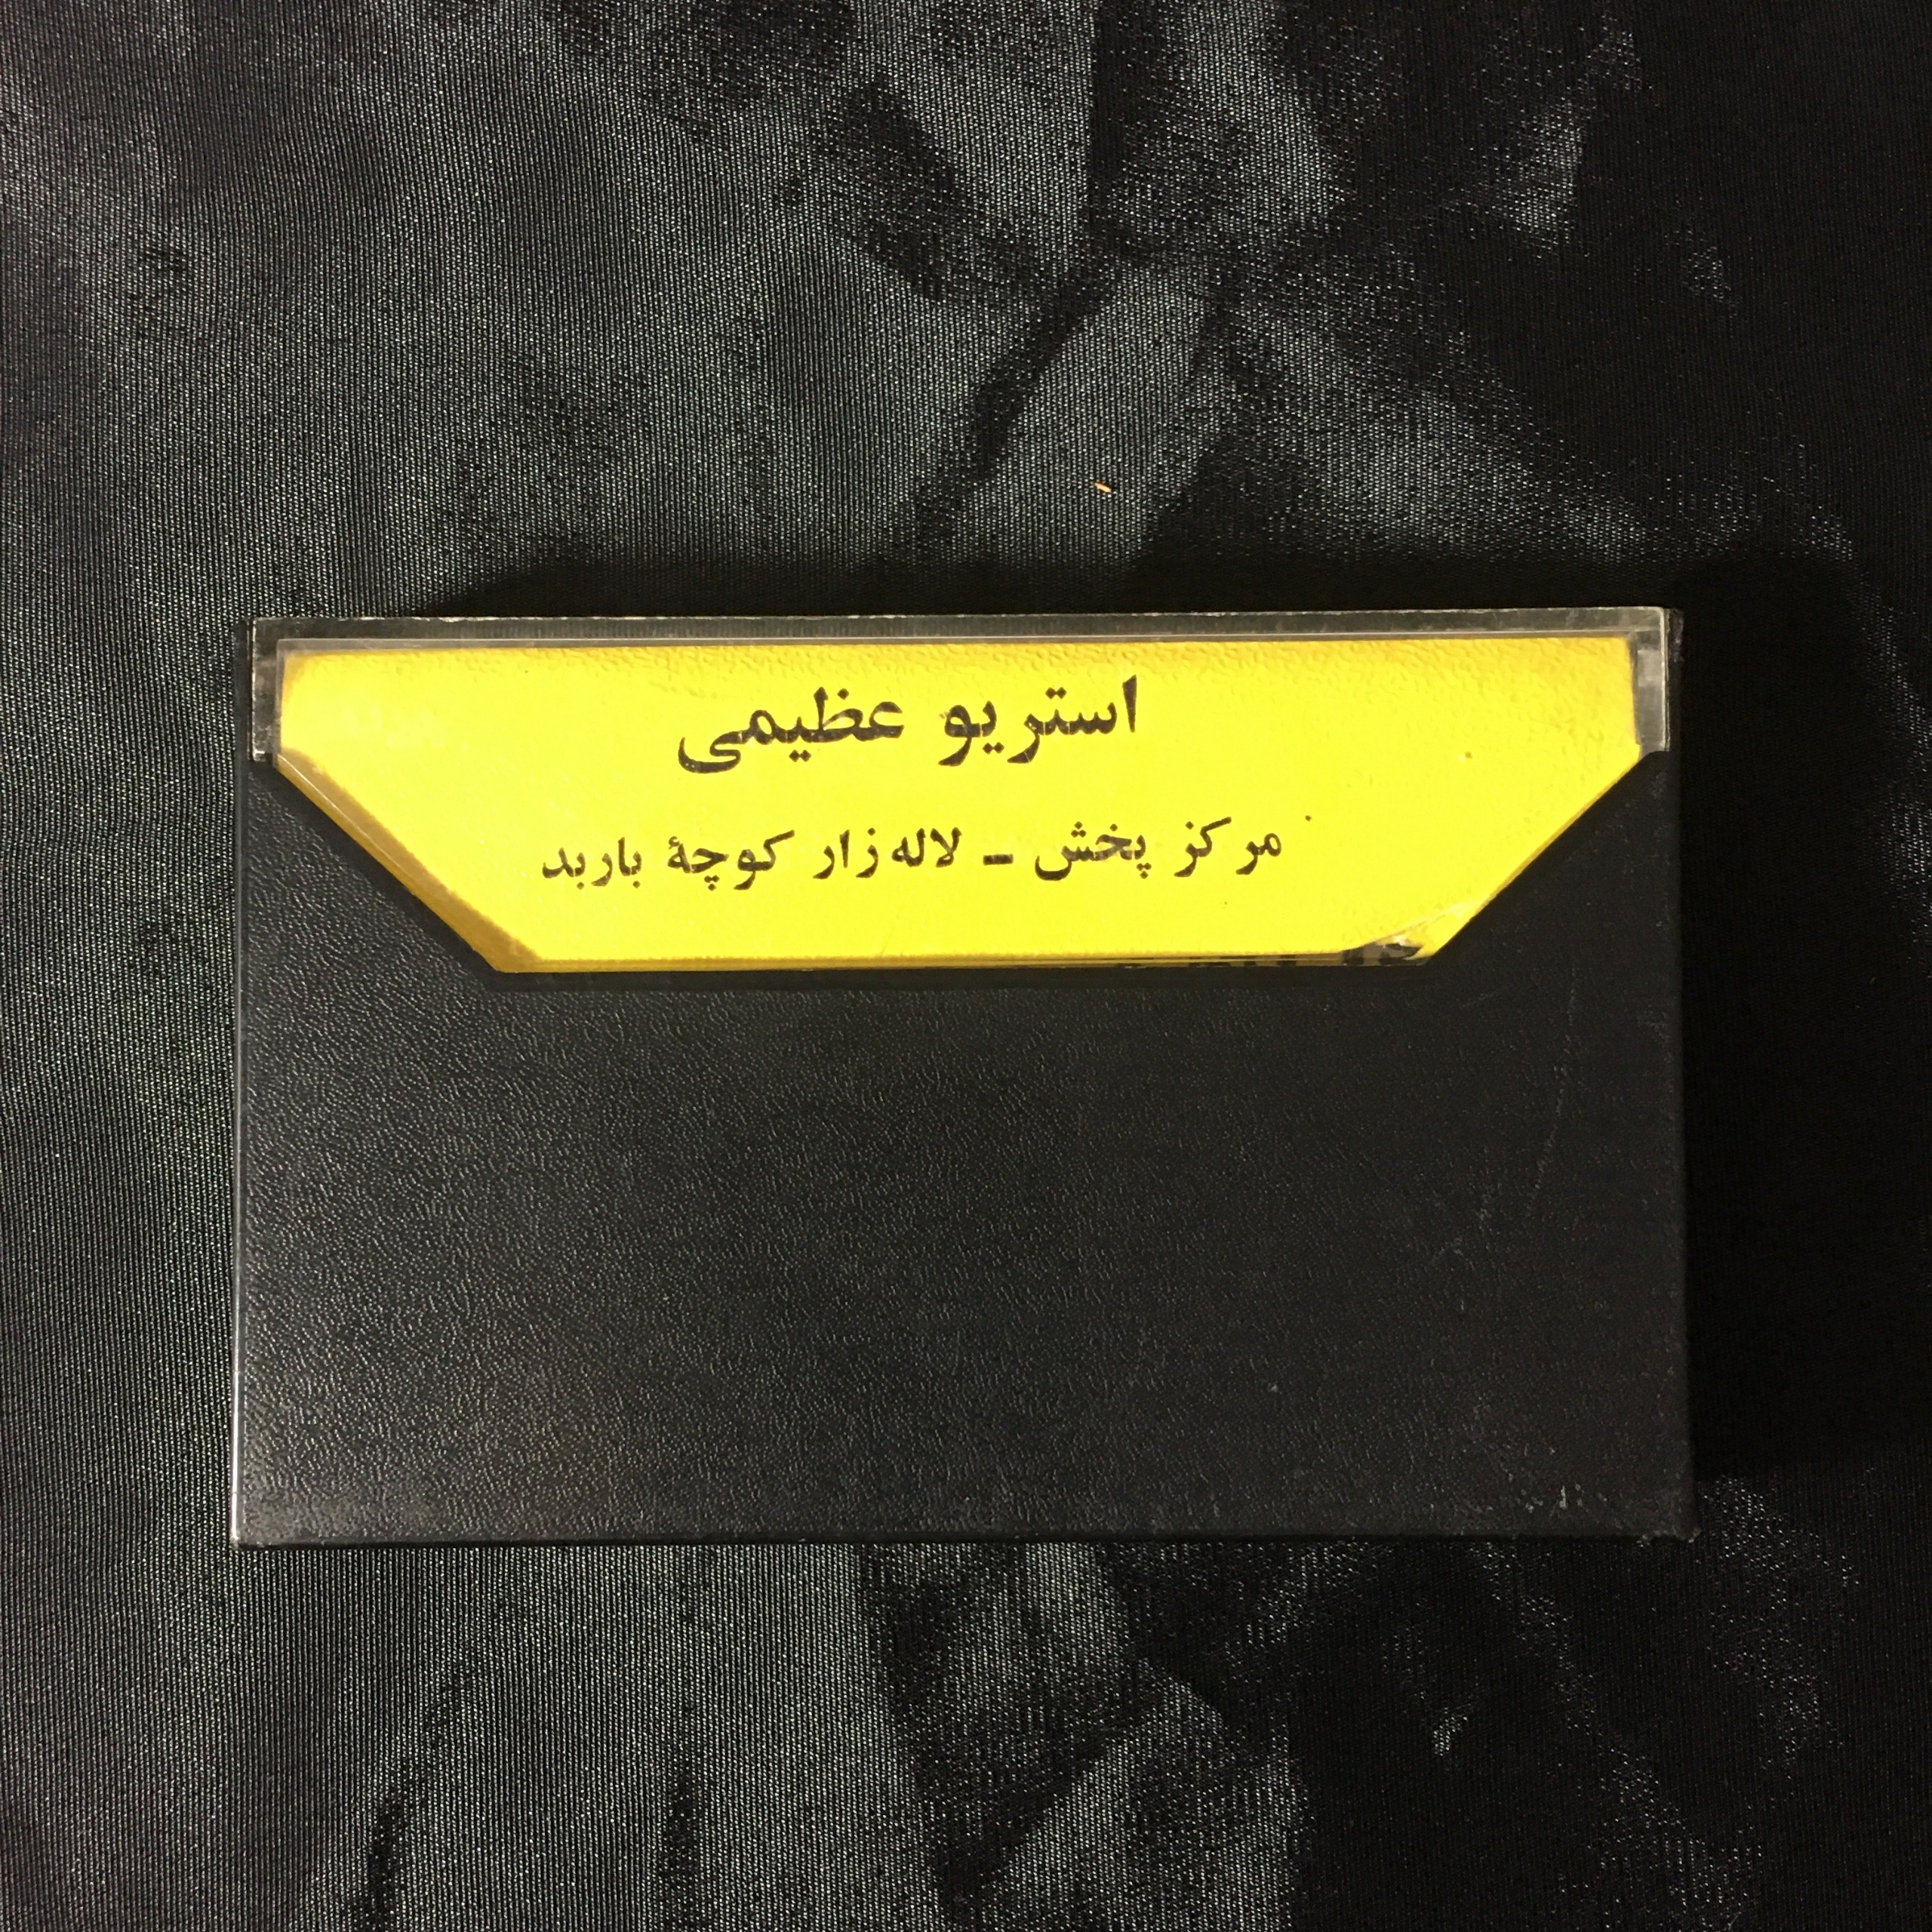 استریو عظیمی
مرکز پخش ـ لاله‌زار کوچهٔ باربد